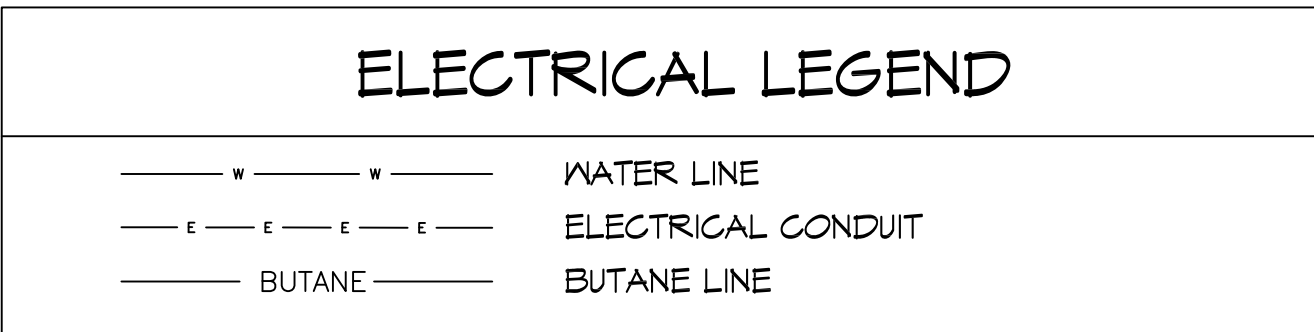 ELECTRICAL LEGEND
W W WATER LINE
E E E E ELECTRICAL CONDUIT
BUTANE BUTANE LINE